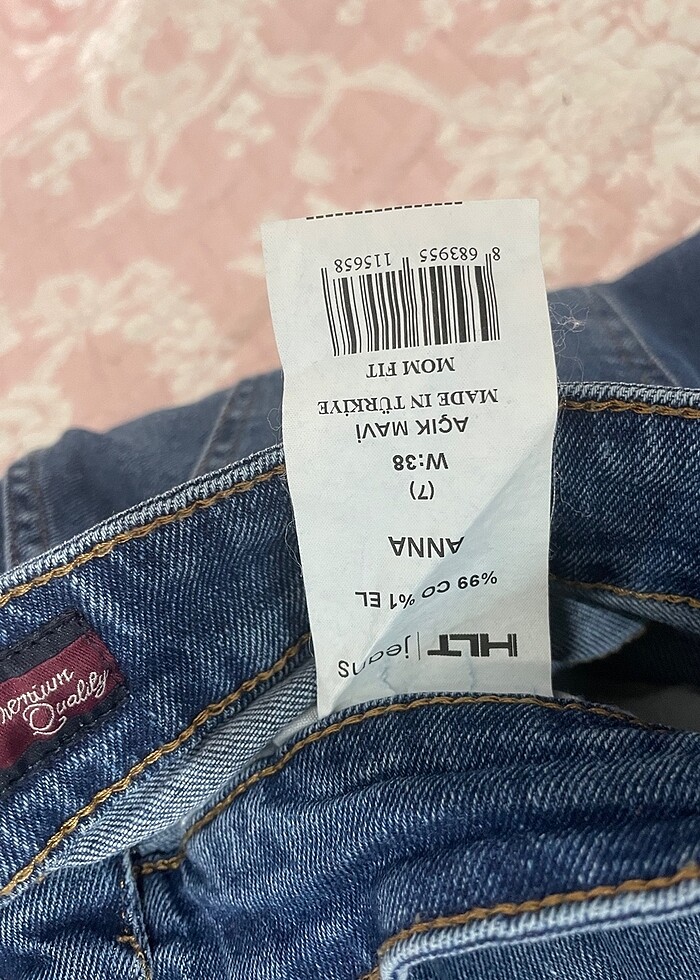 HLT | jeans
%99 CO %1 EL
ANNA
(7)
W:38
AÇIK MAVİ
MADE IN TÜRKİYE
MOM FIT
8 683955 115658
Premium
Quality